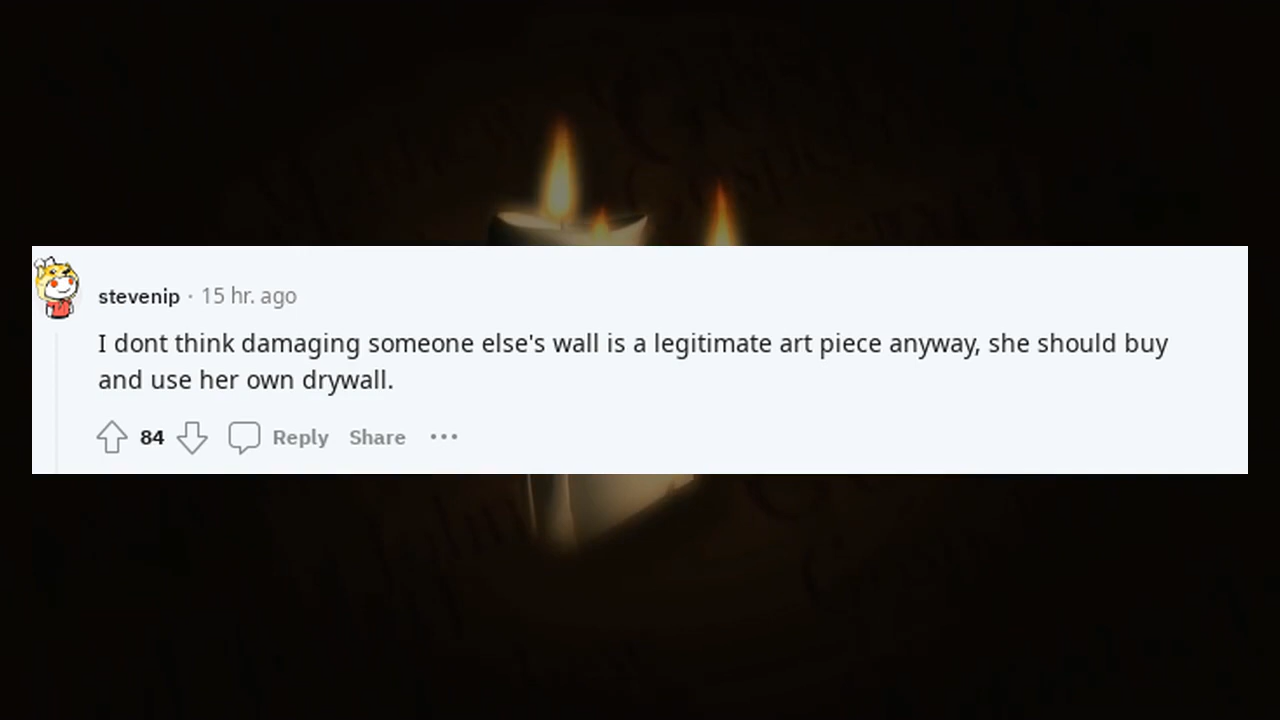 stevenip · 15 hr. ago
I dont think damaging someone else's wall is a legitimate art piece anyway, she should buy
and use her own drywall.
84 Reply Share ...